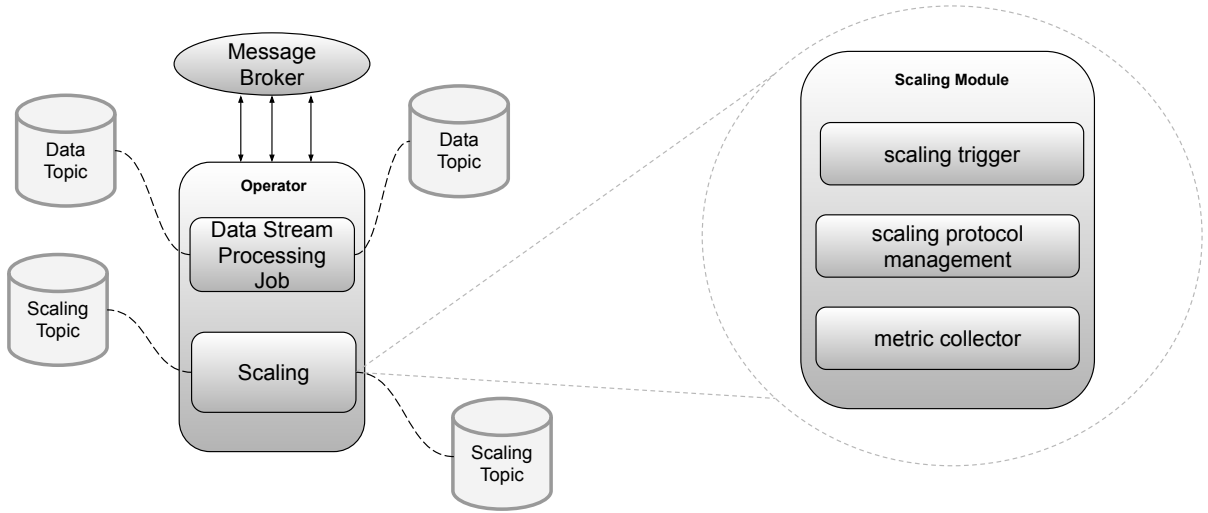 Message
Broker
Data
Topic
Data
Topic
Operator
Data Stream
Processing
Job
Scaling
Topic
Scaling
Scaling
Topic
Scaling Module
scaling trigger
scaling protocol
management
metric collector